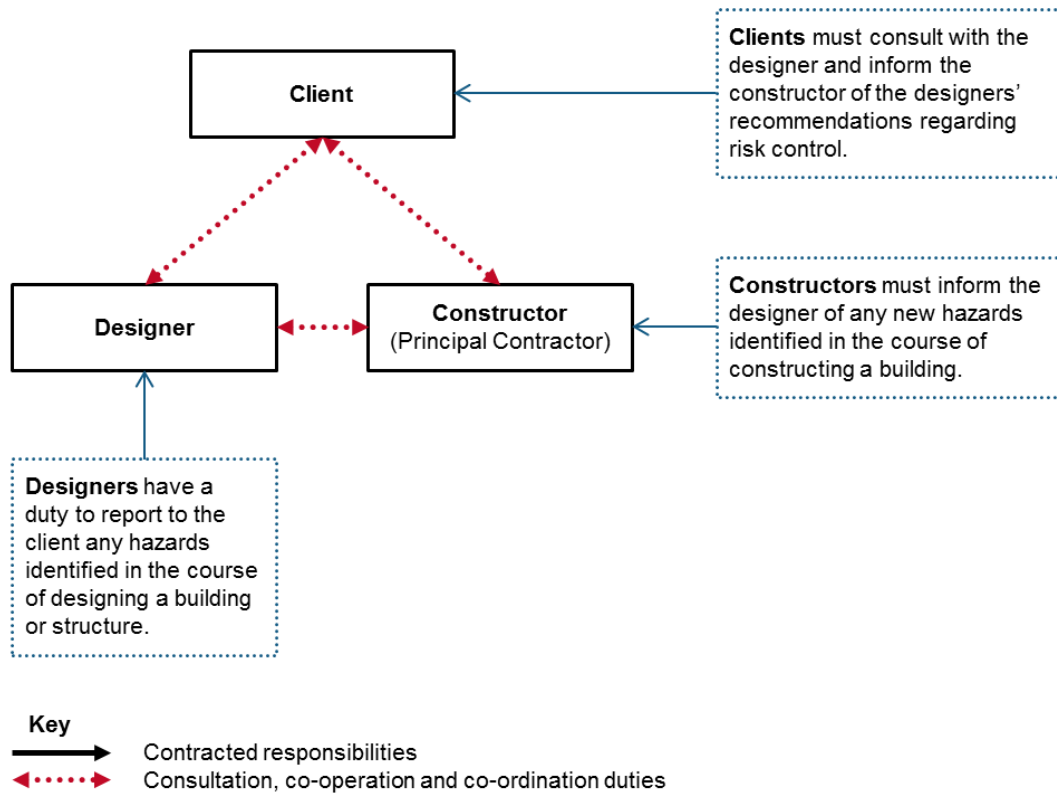 Clients must consult with the
designer and inform the
constructor of the designers’
recommendations regarding
risk control.
Client
Constructors must inform the
designer of any new hazards
identified in the course of
constructing a building.
Designer
Constructor
(Principal Contractor)
Designers have a
duty to report to the
client any hazards
identified in the course
of designing a building
or structure.
Key
Contracted responsibilities
Consultation, co-operation and co-ordination duties